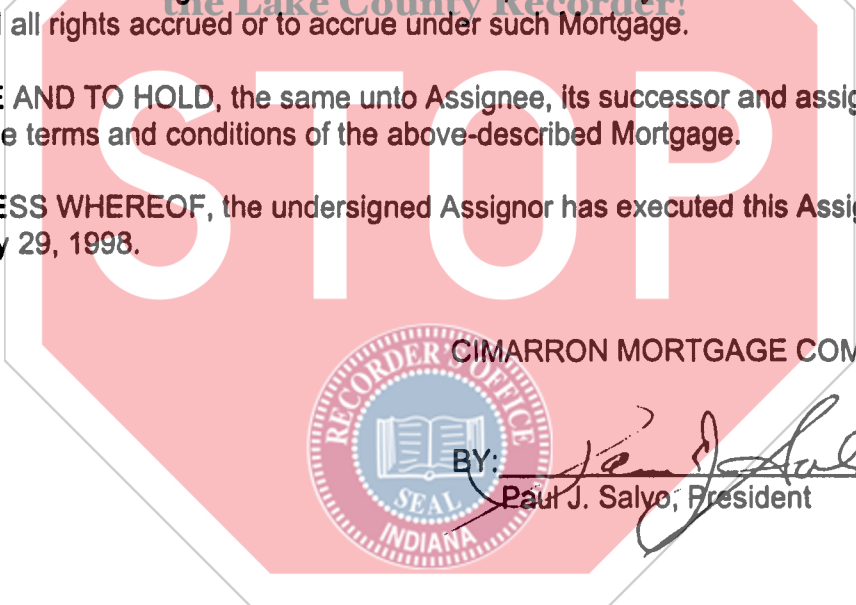 the Lake County Recorder!
all rights accrued or to accrue under such Mortgage.
E AND TO HOLD, the same unto Assignee, its successor and assig
e terms and conditions of the above-described Mortgage.
ESS WHEREOF, the undersigned Assignor has executed this Assig
y 29, 1998.
STOP
CIMARRON MORTGAGE COM
RECORDER'S OFFICE
SEAL
INDIANA
BY:
Paul J. Salvo, President